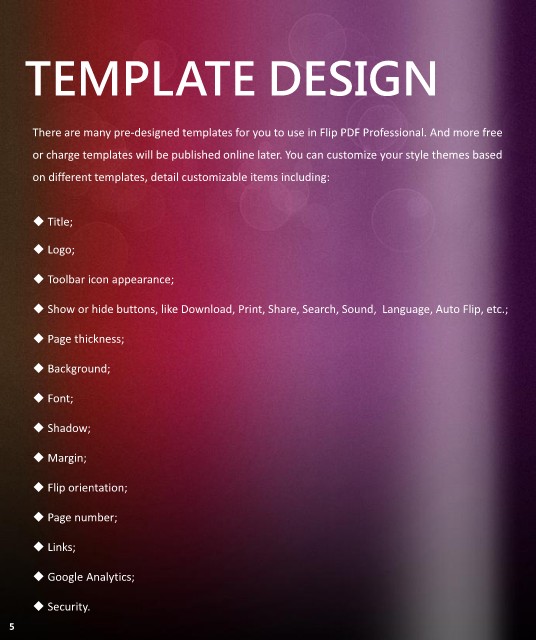 TEMPLATE DESIGN
There are many pre-designed templates for you to use in Flip PDF Professional. And more free
or charge templates will be published online later. You can customize your style themes based
on different templates, detail customizable items including:
◆ Title;
◆ Logo;
◆ Toolbar icon appearance;
◆ Show or hide buttons, like Download, Print, Share, Search, Sound, Language, Auto Flip, etc.;
◆ Page thickness;
◆ Background;
◆ Font;
◆ Shadow;
◆ Margin;
◆ Flip orientation;
◆ Page number;
◆ Links;
◆ Google Analytics;
◆ Security.
5